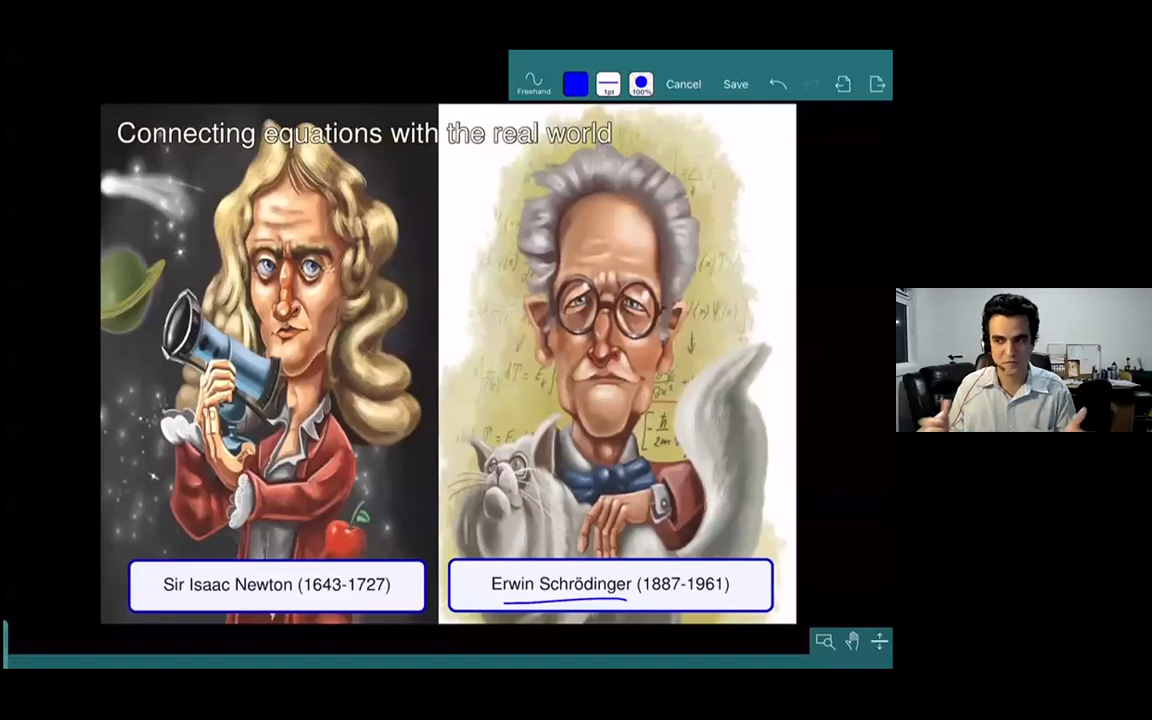 Freehand
1pt
100%
Cancel
Save
Connecting equations with the real world
Sir Isaac Newton (1643-1727)
Erwin Schrödinger (1887-1961)